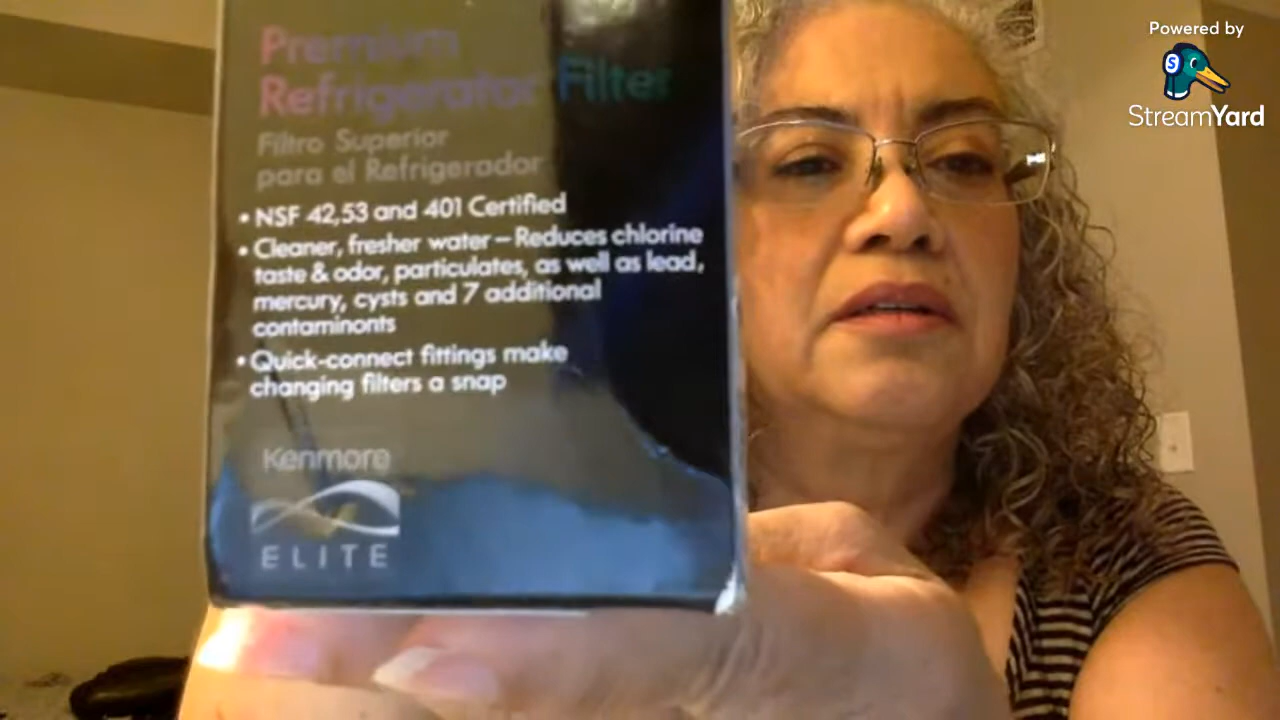 Premium
Refrigerator Filter
Filtro Superior
para el Refrigerador
• NSF 42,53 and 401 Certified
• Cleaner, fresher water – Reduces chlorine
taste & odor, particulates, as well as lead,
mercury, cysts and 7 additional
contaminonts
• Quick-connect fittings make
changing filters a snap
Kenmore
ELITE
Powered by
S
StreamYard